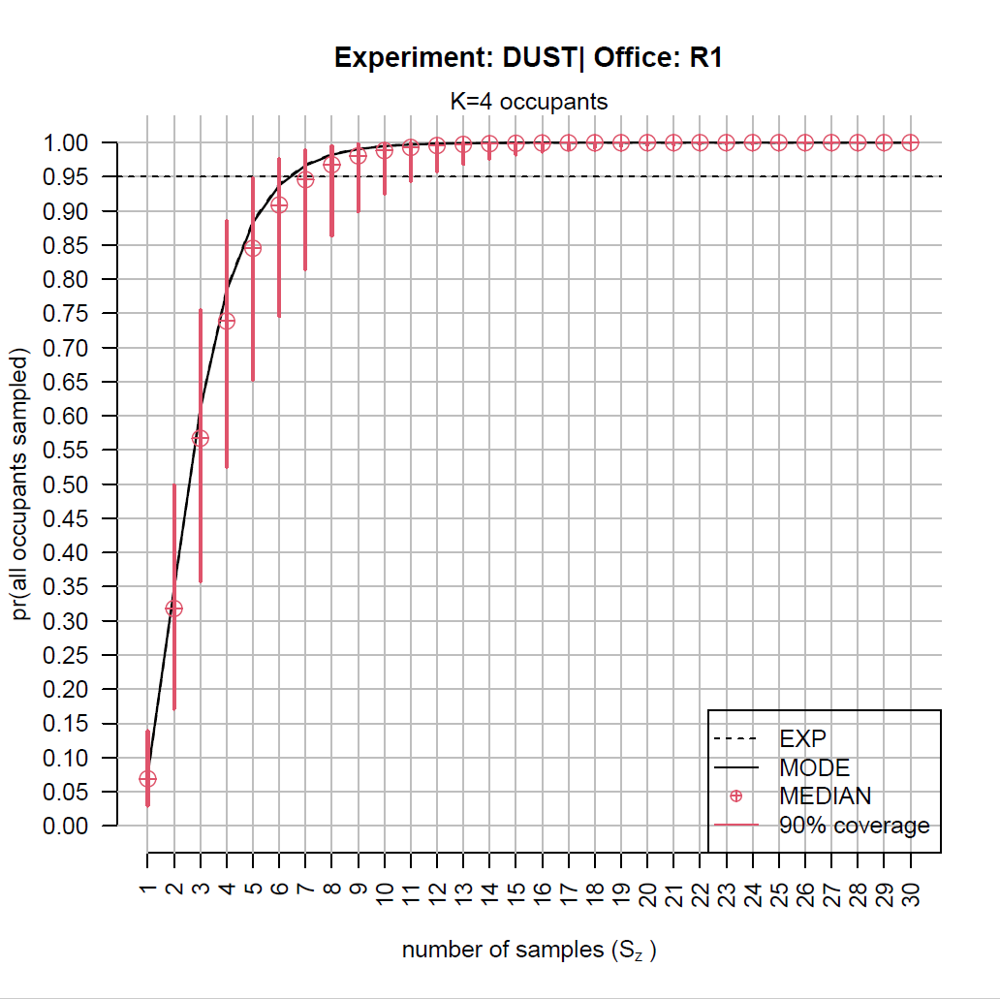 Experiment: DUST| Office: R1
K=4 occupants
pr(all occupants sampled)
1.00
0.95
0.90
0.85
0.80
0.75
0.70
0.65
0.60
0.55
0.50
0.45
0.40
0.35
0.30
0.25
0.20
0.15
0.10
0.05
0.00
EXP
MODE
MEDIAN
90% coverage
1 2 3 4 5 6 7 8 9 10 11 12 13 14 15 16 17 18 19 20 21 22 23 24 25 26 27 28 29 30
number of samples (Sz )